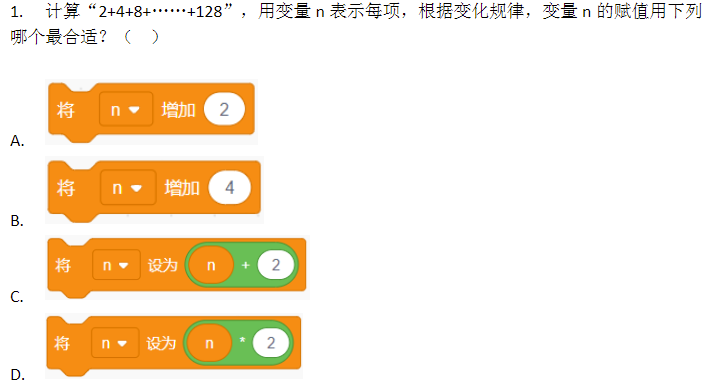 1. 计算“2+4+8+……+128”，用变量 n 表示每项，根据变化规律，变量 n 的赋值用下列
哪个最合适？（ ）
A. 将 n 增加 2
B. 将 n 增加 4
C. 将 n 设为 n + 2
D. 将 n 设为 n * 2